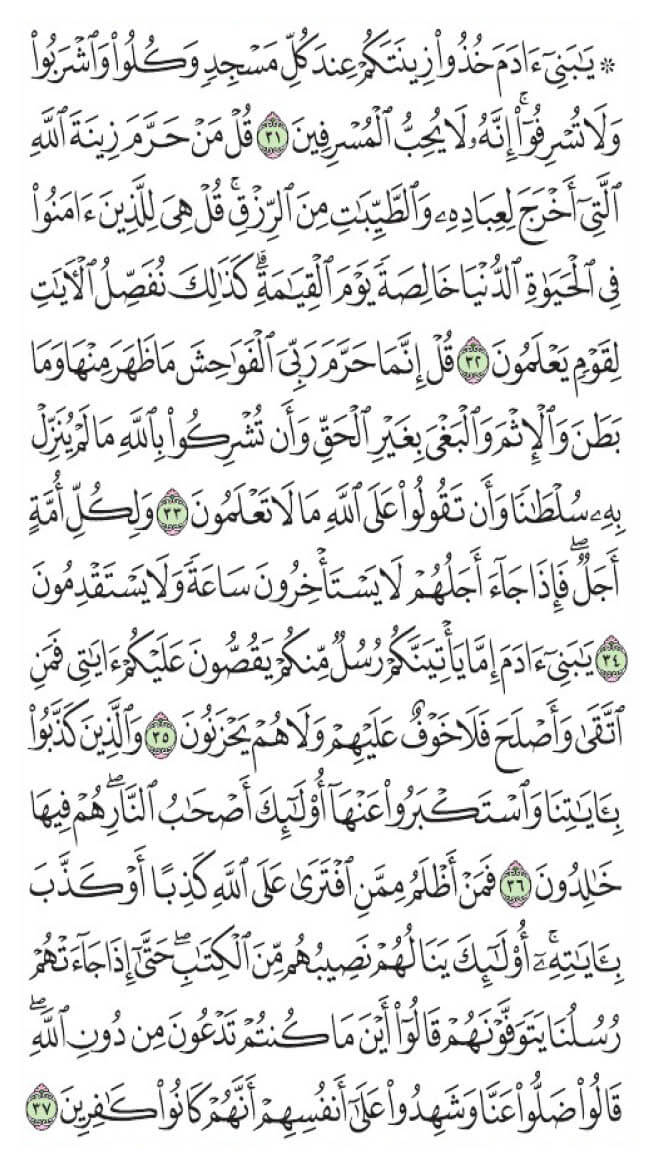 ۞ يَٰبَنِيٓ ءَادَمَ خُذُواْ زِينَتَكُمۡ عِندَ كُلِّ مَسۡجِدٖ وَكُلُواْ وَٱشۡرَبُواْ
وَلَا تُسۡرِفُوٓاْۚ إِنَّهُۥ لَا يُحِبُّ ٱلۡمُسۡرِفِينَ ٣١ قُلۡ مَنۡ حَرَّمَ زِينَةَ ٱللَّهِ
ٱلَّتِيٓ أَخۡرَجَ لِعِبَادِهِۦ وَٱلطَّيِّبَٰتِ مِنَ ٱلرِّزۡقِۚ قُلۡ هِيَ لِلَّذِينَ ءَامَنُواْ
فِي ٱلۡحَيَوٰةِ ٱلدُّنۡيَا خَالِصَةٗ يَوۡمَ ٱلۡقِيَٰمَةِۗ كَذَٰلِكَ نُفَصِّلُ ٱلۡأٓيَٰتِ
لِقَوۡمٖ يَعۡلَمُونَ ٣٢ قُلۡ إِنَّمَا حَرَّمَ رَبِّيَ ٱلۡفَوَٰحِشَ مَا ظَهَرَ مِنۡهَا وَمَا
بَطَنَ وَٱلۡإِثۡمَ وَٱلۡبَغۡيَ بِغَيۡرِ ٱلۡحَقِّ وَأَن تُشۡرِكُواْ بِٱللَّهِ مَا لَمۡ يُنَزِّلۡ
بِهِۦ سُلۡطَٰنٗا وَأَن تَقُولُواْ عَلَى ٱللَّهِ مَا لَا تَعۡلَمُونَ ٣٣ وَلِكُلِّ أُمَّةٍ
أَجَلٞۖ فَإِذَا جَآءَ أَجَلُهُمۡ لَا يَسۡتَأۡخِرُونَ سَاعَةٗ وَلَا يَسۡتَقۡدِمُونَ
٣٤ يَٰبَنِيٓ ءَادَمَ إِمَّا يَأۡتِيَنَّكُمۡ رُسُلٞ مِّنكُمۡ يَقُصُّونَ عَلَيۡكُمۡ ءَايَٰتِي فَمَنِ
ٱتَّقَىٰ وَأَصۡلَحَ فَلَا خَوۡفٌ عَلَيۡهِمۡ وَلَا هُمۡ يَحۡزَنُونَ ٣٥ وَٱلَّذِينَ كَذَّبُواْ
بِـَٔايَٰتِنَا وَٱسۡتَكۡبَرُواْ عَنۡهَآ أُوْلَٰٓئِكَ أَصۡحَٰبُ ٱلنَّارِۖ هُمۡ فِيهَا
خَٰلِدُونَ ٣٦ فَمَنۡ أَظۡلَمُ مِمَّنِ ٱفۡتَرَىٰ عَلَى ٱللَّهِ كَذِبًا أَوۡ كَذَّبَ
بِـَٔايَٰتِهِۦٓۚ أُوْلَٰٓئِكَ يَنَالُهُمۡ نَصِيبُهُم مِّنَ ٱلۡكِتَٰبِۖ حَتَّىٰٓ إِذَا جَآءَتۡهُمۡ
رُسُلُنَا يَتَوَفَّوۡنَهُمۡ قَالُوٓاْ أَيۡنَ مَا كُنتُمۡ تَدۡعُونَ مِن دُونِ ٱللَّهِۖ
قَالُواْ ضَلُّواْ عَنَّا وَشَهِدُواْ عَلَىٰٓ أَنفُسِهِمۡ أَنَّهُمۡ كَانُواْ كَٰفِرِينَ ٣٧